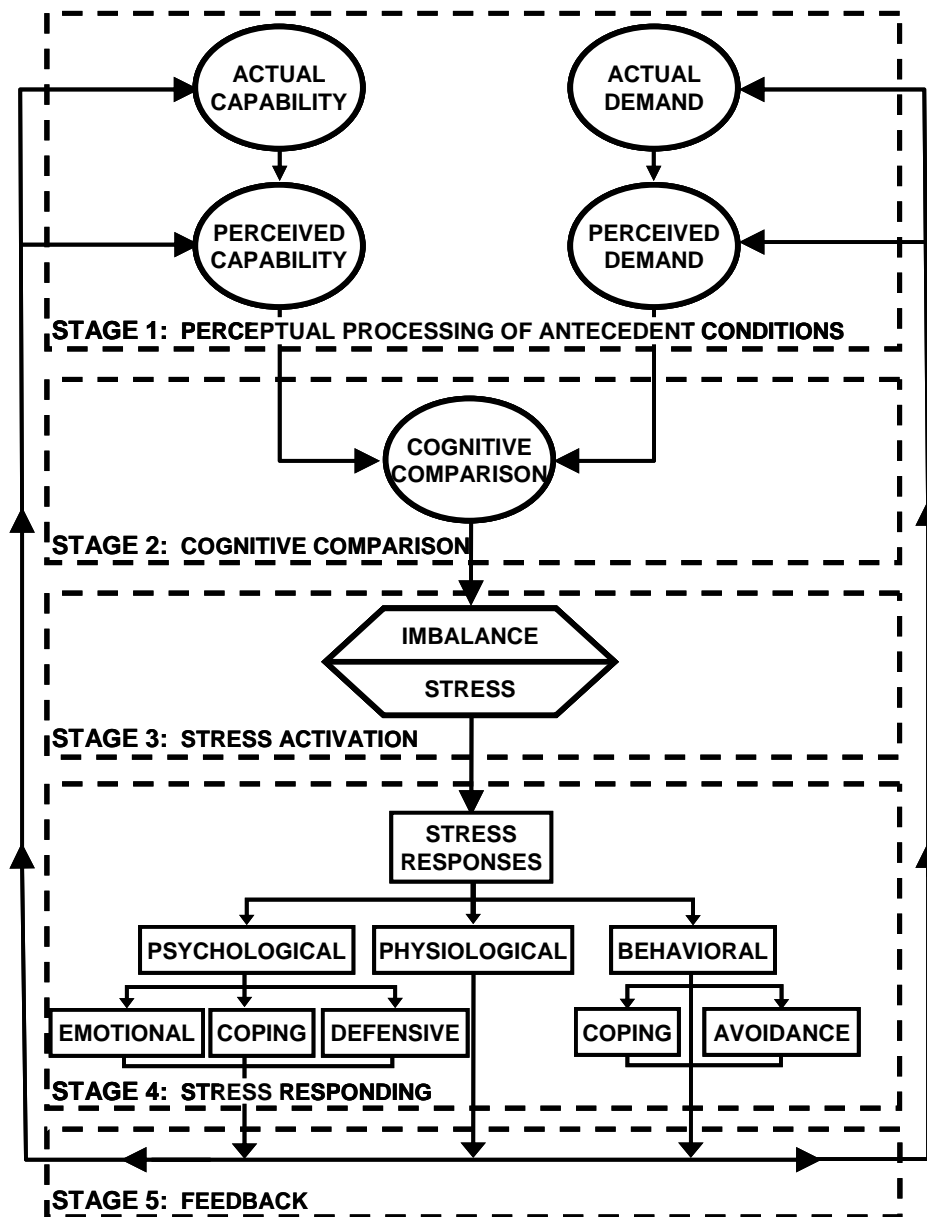 ACTUAL
CAPABILITY
ACTUAL
DEMAND
PERCEIVED
CAPABILITY
PERCEIVED
DEMAND
STAGE 1: PERCEPTUAL PROCESSING OF ANTECEDENT CONDITIONS
COGNITIVE
COMPARISON
STAGE 2: COGNITIVE COMPARISON
IMBALANCE
STRESS
STAGE 3: STRESS ACTIVATION
STRESS
RESPONSES
PSYCHOLOGICAL
PHYSIOLOGICAL
BEHAVIORAL
EMOTIONAL
COPING
DEFENSIVE
COPING
AVOIDANCE
STAGE 4: STRESS RESPONDING
STAGE 5: FEEDBACK